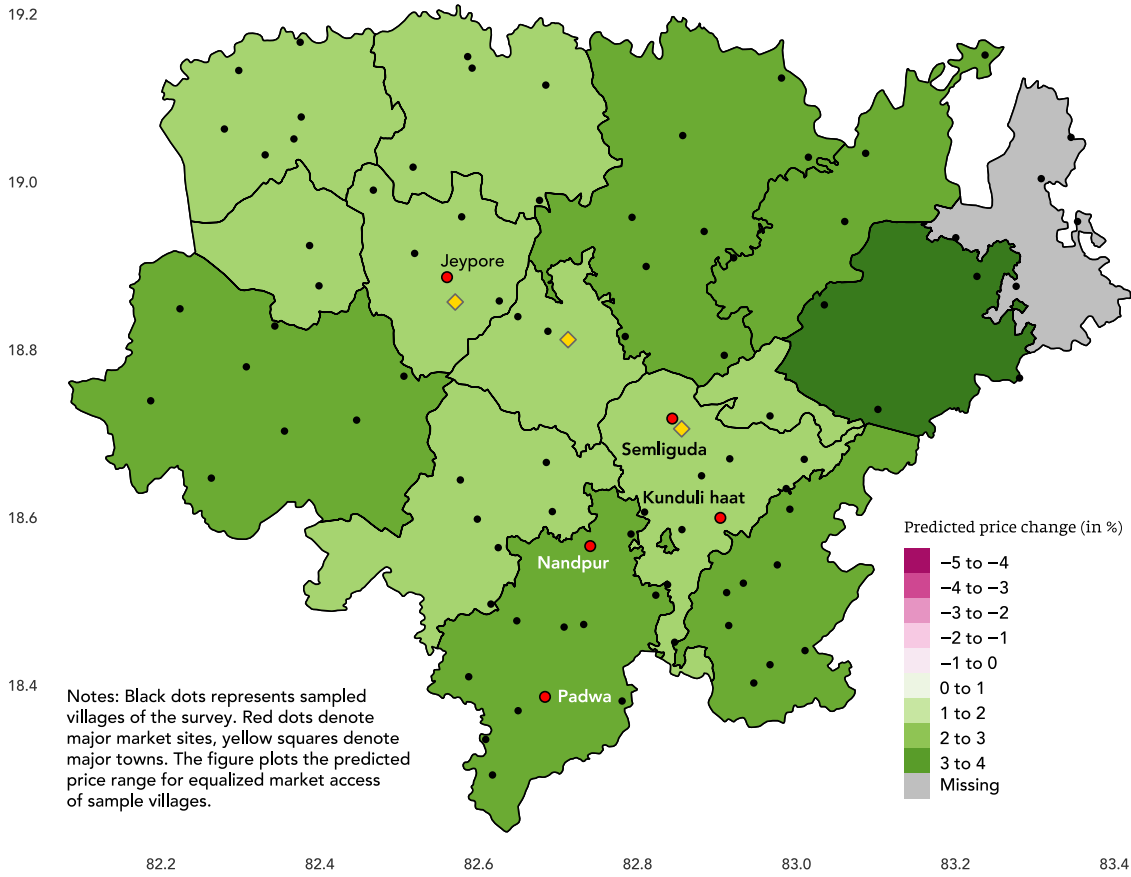 19.2
19.0
18.8
18.6
18.4
82.2
82.4
82.6
82.8
83.0
83.2
83.4
Jeypore
Semliguda
Kunduli haat
Nandpur
Padwa
Predicted price change (in %)
−5 to −4
−4 to −3
−3 to −2
−2 to −1
−1 to 0
0 to 1
1 to 2
2 to 3
3 to 4
Missing
Notes: Black dots represents sampled
villages of the survey. Red dots denote
major market sites, yellow squares denote
major towns. The figure plots the predicted
price range for equalized market access
of sample villages.